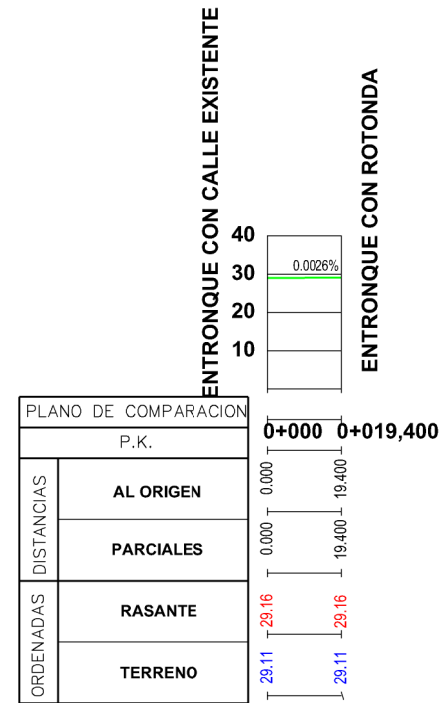 ENTRONQUE CON CALLE EXISTENTE
ENTRONQUE CON ROTONDA
40
30
20
10
0.0026%
PLANO DE COMPARACION
P.K.
0+000 0+019,400
DISTANCIAS
AL ORIGEN
0.000 19.400
PARCIALES
0.000 19.400
ORDENADAS
RASANTE
29.16 29.16
TERRENO
29.11 29.11